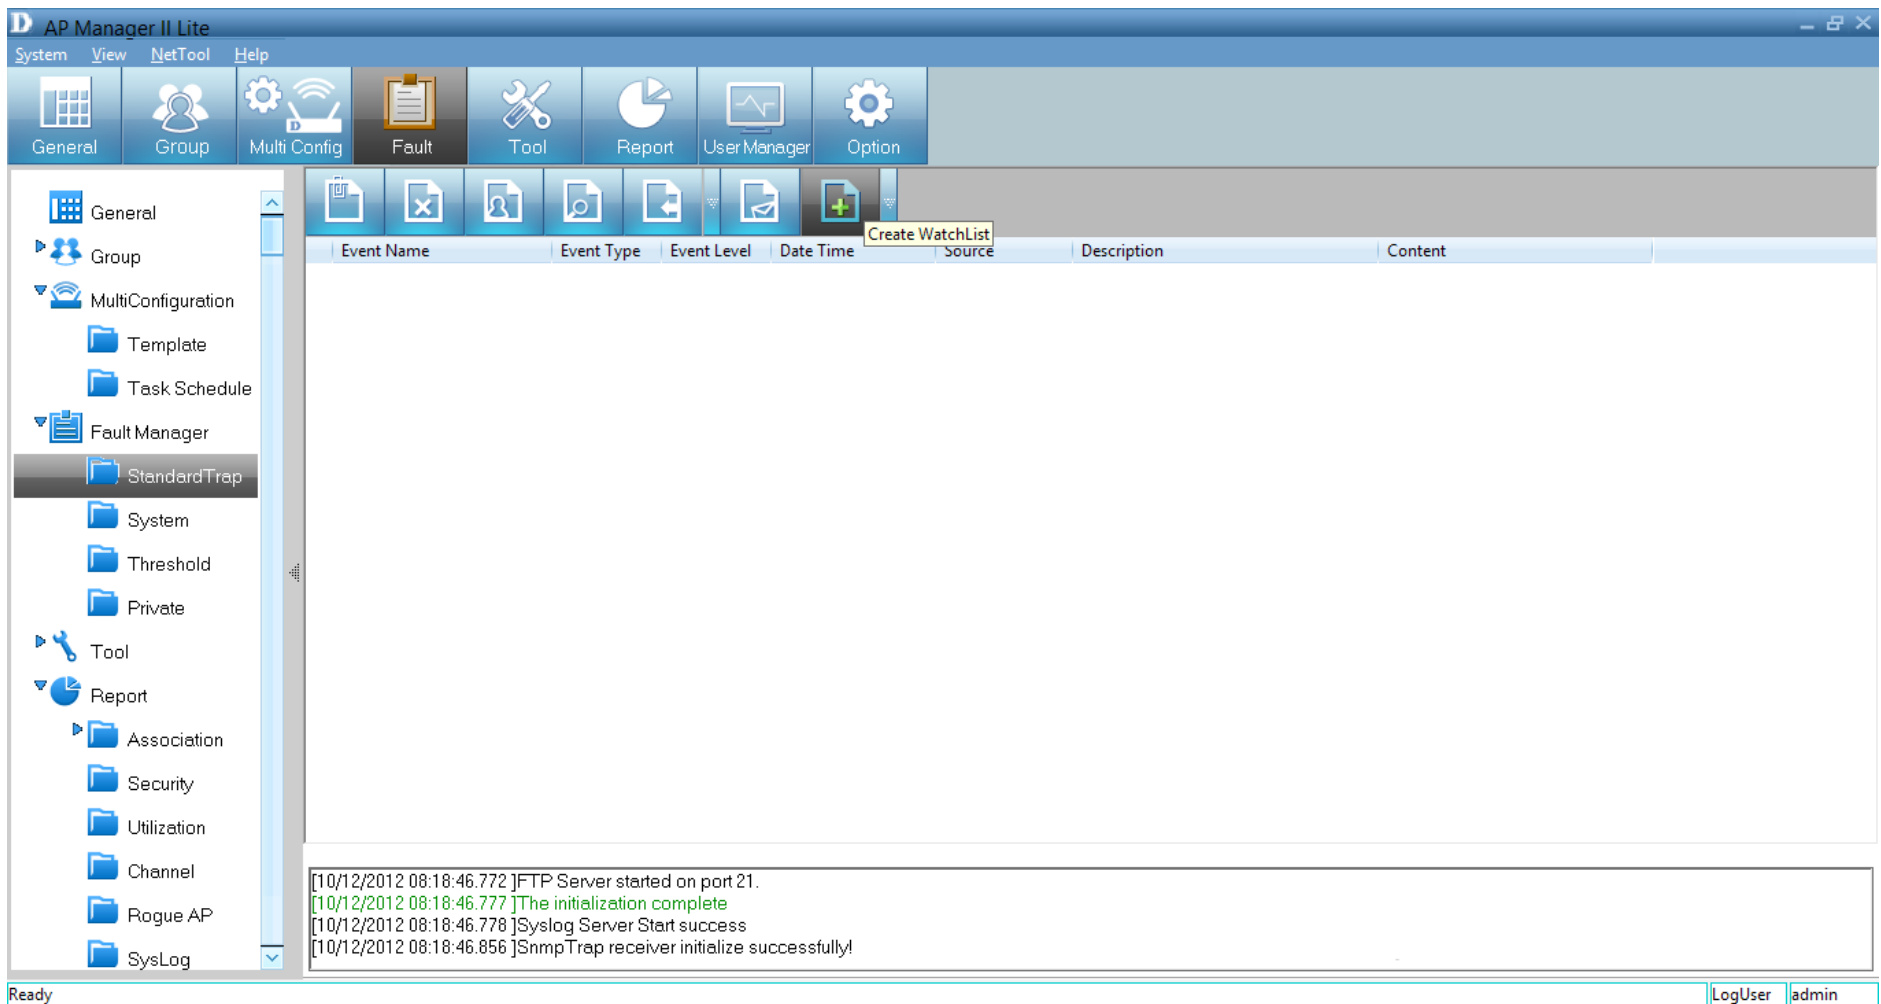 AP Manager II Lite
System View NetTool Help
General Group Multi Config Fault Tool Report UserManager Option
Create WatchList
Event Name Event Type Event Level Date Time Source Description Content
General
Group
MultiConfiguration
Template
Task Schedule
Fault Manager
StandardTrap
System
Threshold
Private
Tool
Report
Association
Security
Utilization
Channel
Rogue AP
SysLog
[10/12/2012 08:18:46.772 ]FTP Server started on port 21.
[10/12/2012 08:18:46.777 ]The initialization complete
[10/12/2012 08:18:46.778 ]Syslog Server Start success
[10/12/2012 08:18:46.856 ]SnmpTrap receiver initialize successfully!
Ready LogUser admin